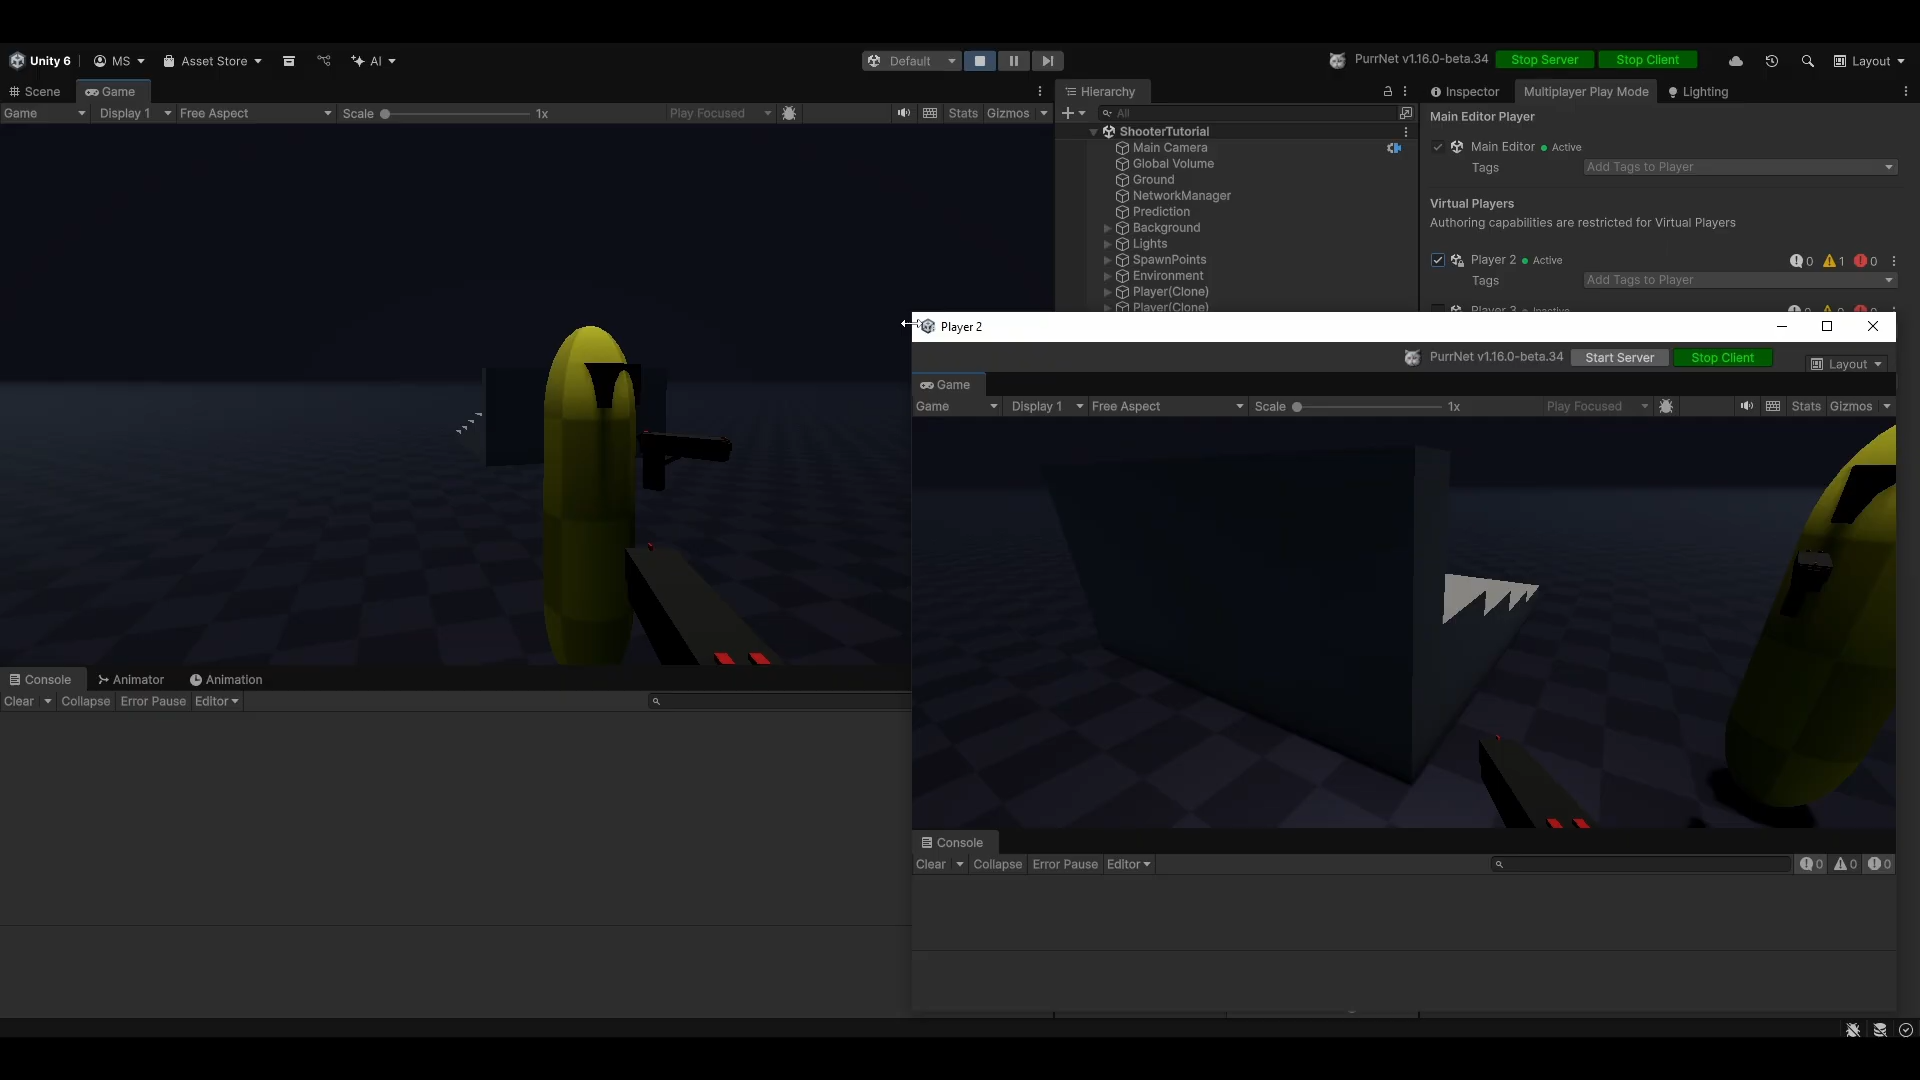 Unity 6
MS
Asset Store
AI
Default
PurrNet v1.16.0-beta.34
Stop Server
Stop Client
Layout
Scene
Game
Hierarchy
Inspector
Multiplayer Play Mode
Lighting
Game
Display 1
Free Aspect
Scale
1x
Play Focused
Stats
Gizmos
All
Main Editor Player
ShooterTutorial
Main Camera
Global Volume
Ground
NetworkManager
Prediction
Background
Lights
SpawnPoints
Environment
Player(Clone)
Player(Clone)
Main Editor
Active
Tags
Add Tags to Player
Virtual Players
Authoring capabilities are restricted for Virtual Players
Player 2
Active
0
1
0
Tags
Add Tags to Player
Player 3
Inactive
Player 2
PurrNet v1.16.0-beta.34
Start Server
Stop Client
Layout
Game
Game
Display 1
Free Aspect
Scale
1x
Play Focused
Stats
Gizmos
Console
Animator
Animation
Clear
Collapse
Error Pause
Editor
Console
Clear
Collapse
Error Pause
Editor
0
0
0